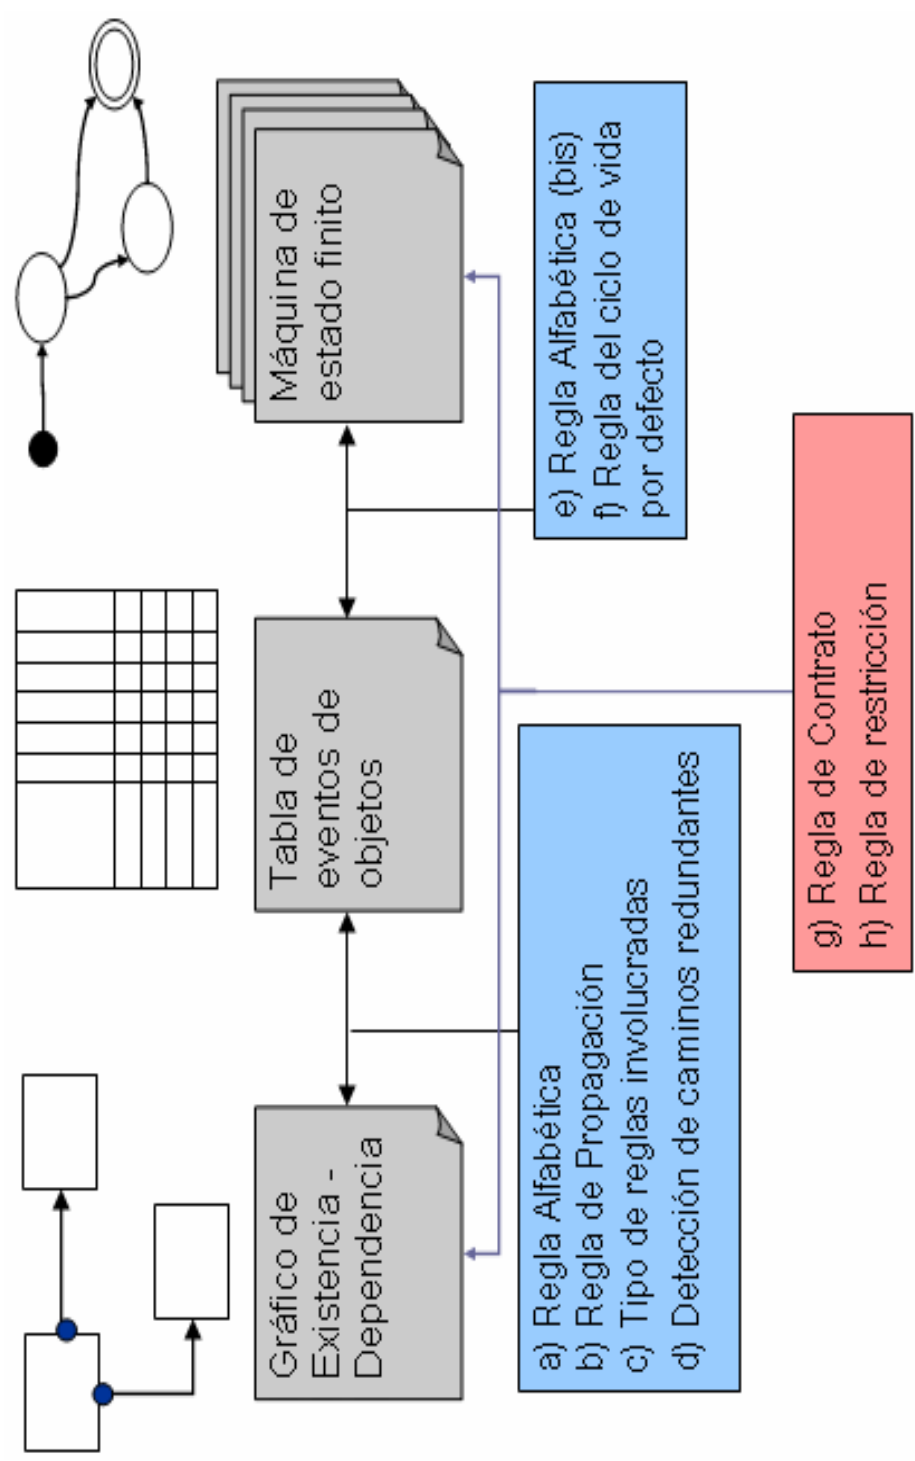 Gráfico de
Existencia -
Dependencia
Tabla de
eventos de
objetos
Máquina de
estado finito
a) Regla Alfabética
b) Regla de Propagación
c) Tipo de reglas involucradas
d) Detección de caminos redundantes
e) Regla Alfabética (bis)
f) Regla del ciclo de vida
por defecto
g) Regla de Contrato
h) Regla de restricción